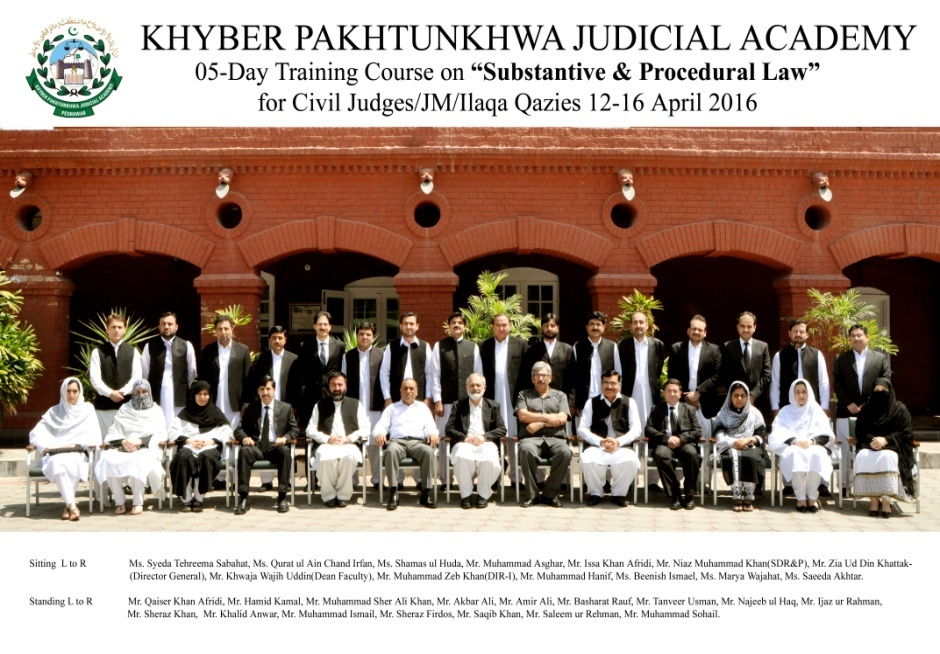 KHYBER PAKHTUNKHWA JUDICIAL ACADEMY
05-Day Training Course on “Substantive & Procedural Law”
for Civil Judges/JM/Ilaqa Qazies 12-16 April 2016
KHYBER PAKHTUNKHWA JUDICIAL ACADEMY
PESHAWAR
Sitting L to R Ms. Syeda Tehreema Sabahat, Ms. Qurat ul Ain Chand Irfan, Ms. Shamas ul Huda, Mr. Muhammad Asghar, Mr. Issa Khan Afridi, Mr. Niaz Muhammad Khan(SDR&P), Mr. Zia Ud Din Khattak-
(Director General), Mr. Khwaja Wajih Uddin(Dean Faculty), Mr. Muhammad Zeb Khan(DIR-I), Mr. Muhammad Hanif, Ms. Beenish Ismael, Ms. Marya Wajahat, Ms. Saeeda Akhtar.
Standing L to R Mr. Qaiser Khan Afridi, Mr. Hamid Kamal, Mr. Muhammad Sher Ali Khan, Mr. Akbar Ali, Mr. Amir Ali, Mr. Basharat Rauf, Mr. Tanveer Usman, Mr. Najeeb ul Haq, Mr. Ijaz ur Rahman,
Mr. Sheraz Khan, Mr. Khalid Anwar, Mr. Muhammad Ismail, Mr. Sheraz Firdos, Mr. Saqib Khan, Mr. Saleem ur Rehman, Mr. Muhammad Sohail.